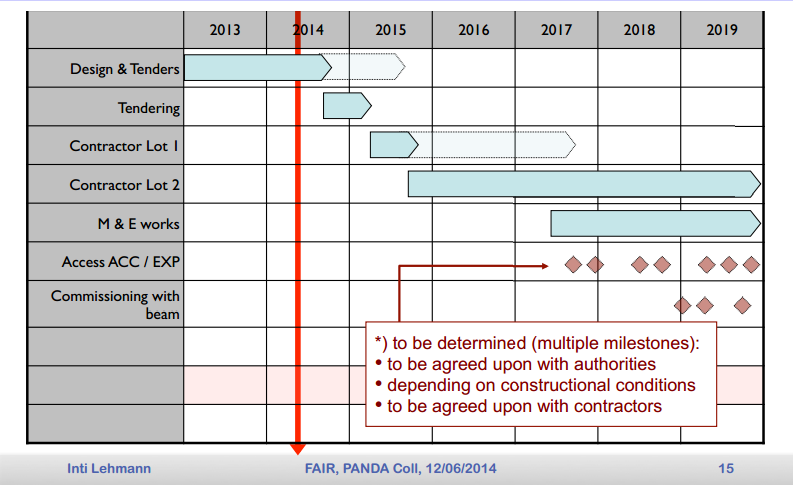 2013 2014 2015 2016 2017 2018 2019
Design & Tenders
Tendering
Contractor Lot 1
Contractor Lot 2
M & E works
Access ACC / EXP
Commissioning with
beam
*) to be determined (multiple milestones):
• to be agreed upon with authorities
• depending on constructional conditions
• to be agreed upon with contractors
Inti Lehmann FAIR, PANDA Coll, 12/06/2014 15